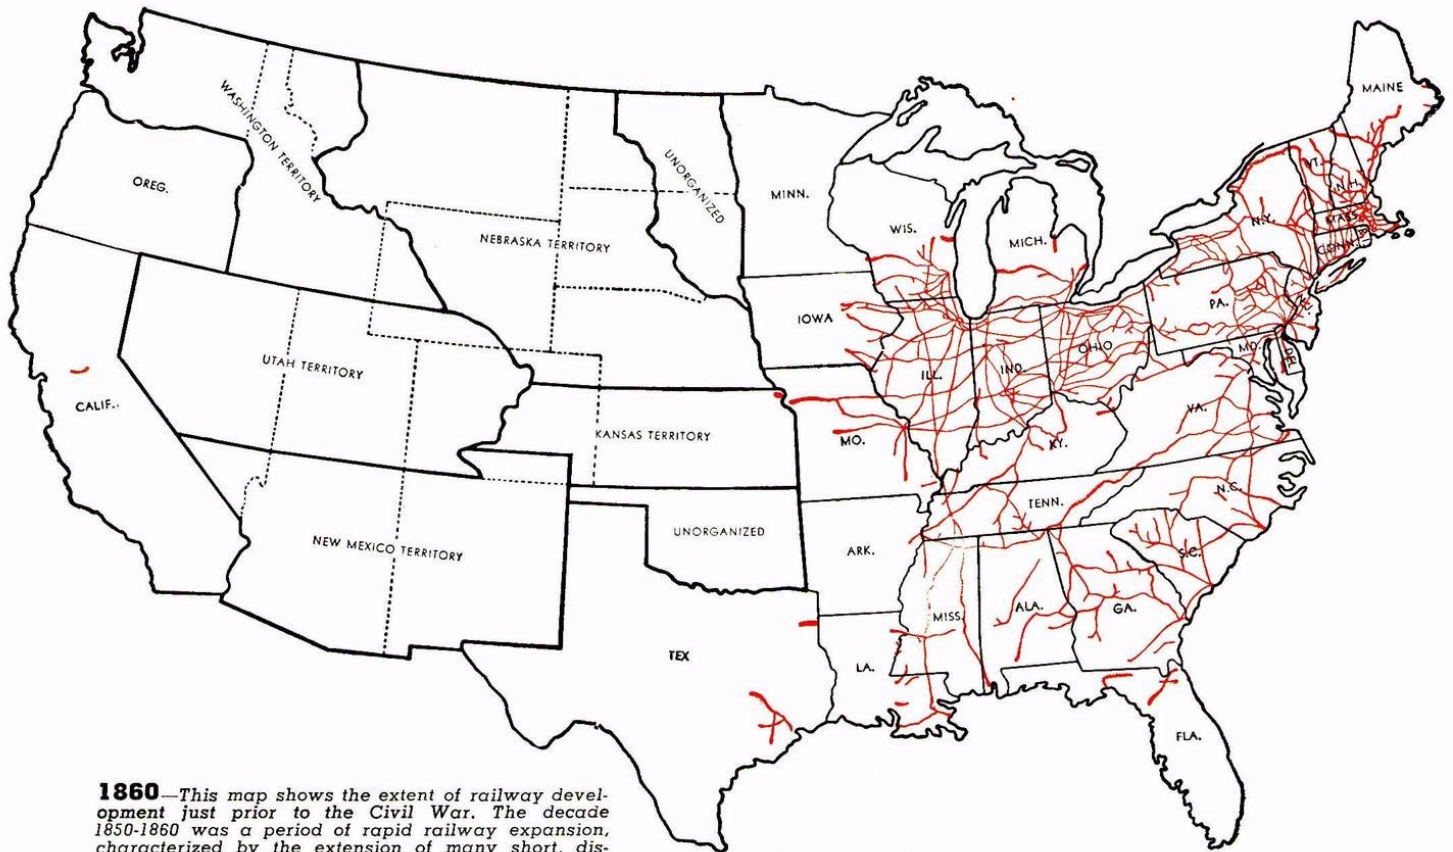 MAINE
WASHINGTON TERRITORY
UNORGANIZED
OREG.
MINN.
VT.
N.H.
WIS.
MICH.
N.Y.
MASS.
CONN.
R.I.
NEBRASKA TERRITORY
IOWA
PA.
N.J.
OHIO
MD.
DEL.
UTAH TERRITORY
ILL.
IND.
CALIF..
VA.
KANSAS TERRITORY
MO.
KY.
N.C.
TENN.
UNORGANIZED
NEW MEXICO TERRITORY
ARK.
S.C.
MISS.
ALA.
GA.
TEX
LA.
FLA.
1860—This map shows the extent of railway devel-
opment just prior to the Civil War. The decade
1850-1860 was a period of rapid railway expansion,
characterized by the extension of many short, dis-